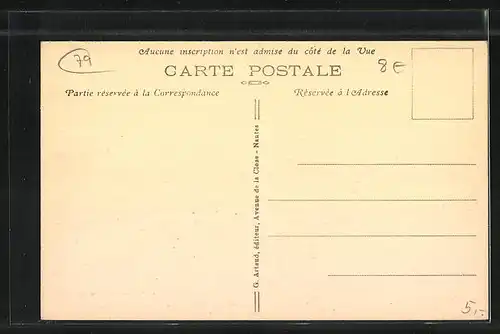 79
Aucune inscription n'est admise du côté de la Vue
CARTE POSTALE
8€
Partie réservée à la Correspondance
Réservée à l'Adresse
G. Artaud, éditeur, Avenue de la Close - Nantes
5,-